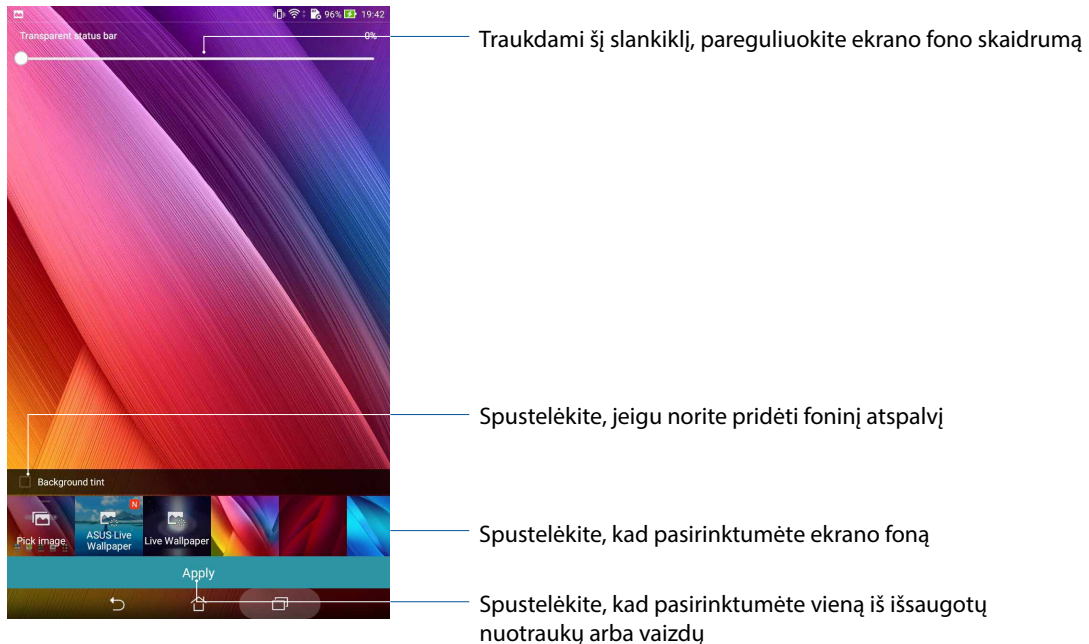 96% 19:42
Transparent status bar 0%
Traukdami šį slankiklį, pareguliuokite ekrano fono skaidrumą
Spustelėkite, jeigu norite pridėti foninį atspalvį
Background tint
N
Pick image
ASUS Live
Wallpaper
Live Wallpaper
Spustelėkite, kad pasirinktumėte ekrano foną
Apply
Spustelėkite, kad pasirinktumėte vieną iš išsaugotų
nuotraukų arba vaizdų